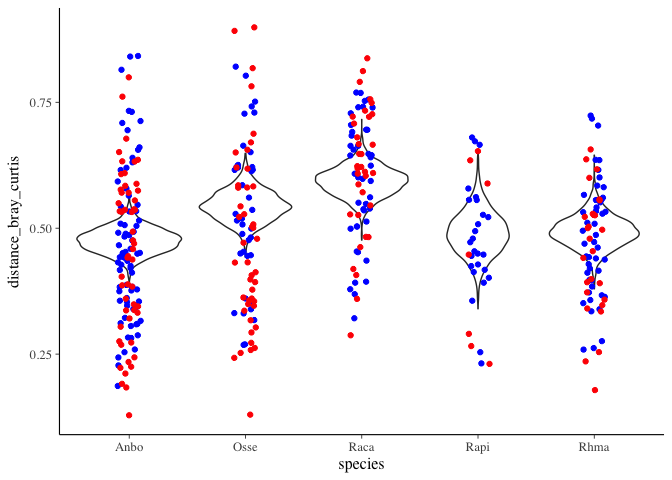 distance_bray_curtis
0.75
0.50
0.25
Anbo Osse Raca Rapi Rhma
species